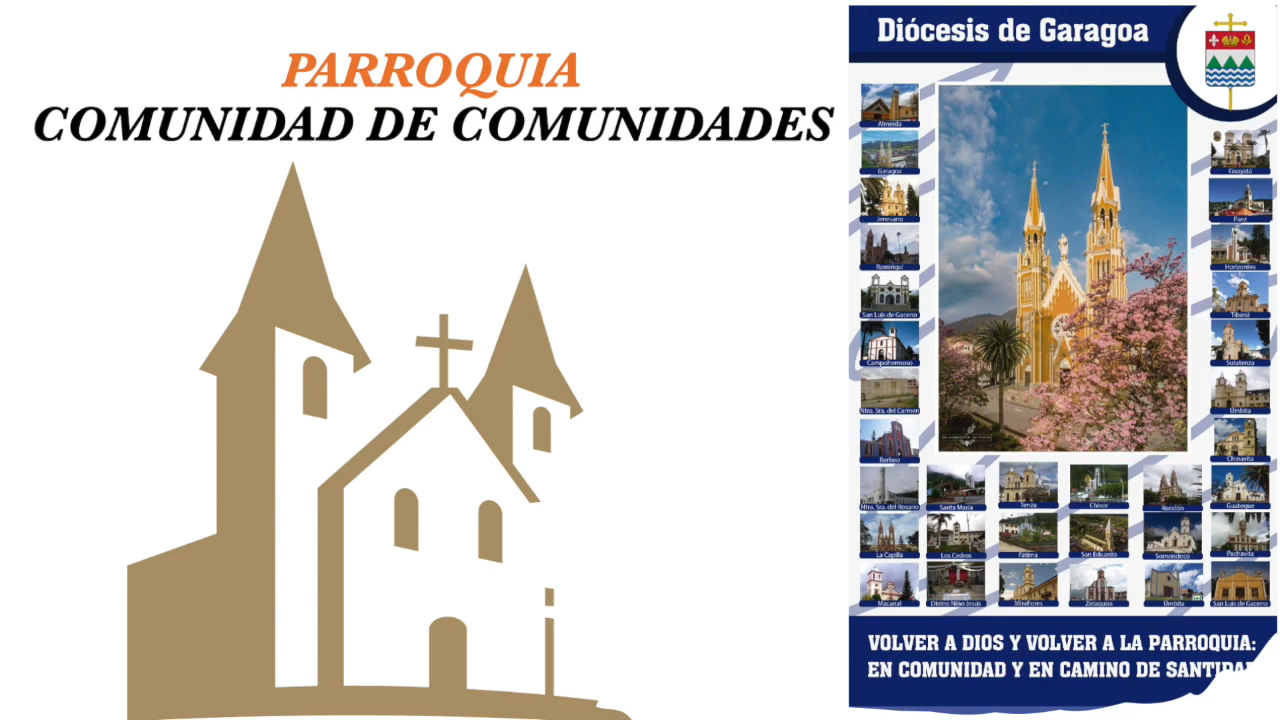 PARROQUIA
COMUNIDAD DE COMUNIDADES
Diócesis de Garagoa
Almeida
Garagoa
Jenesano
Ramiriquí
San Luis de Gaceno
Campohermoso
Ntra. Sra. del Carmen
Berbeo
Ntra. Sra. del Rosario
La Capilla
Macanal
Guayatá
Paez
Horizontes
Tibaná
Sutatenza
Úmbita
Chinavita
Guateque
Pachavita
San Luis de Gaceno
Santa María
Tenza
Chivor
Rondón
Los Cedros
Fátima
San Eduardo
Somondoco
Divino Niño Jesús
Miraflores
Zetaquira
Úmbita
VOLVER A DIOS Y VOLVER A LA PARROQUIA:
EN COMUNIDAD Y EN CAMINO DE